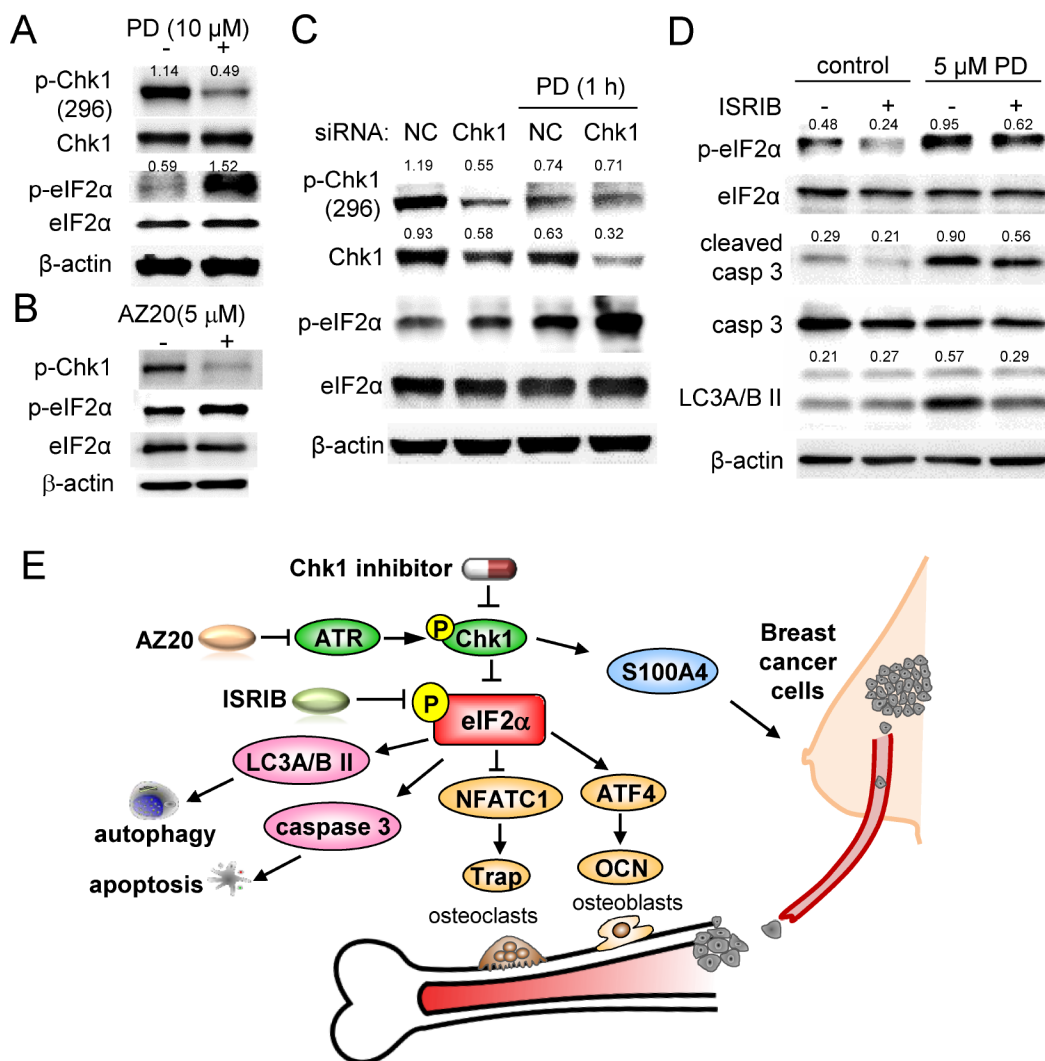 A
PD (10 µM)
- +
p-Chk1 (296)
1.14 0.49
Chk1
p-eIF2α
0.59 1.52
eIF2α
β-actin
B
AZ20(5 µM)
- +
p-Chk1
p-eIF2α
eIF2α
β-actin
C
PD (1 h)
siRNA: NC Chk1 NC Chk1
p-Chk1 (296)
1.19 0.55 0.74 0.71
Chk1
0.93 0.58 0.63 0.32
p-eIF2α
eIF2α
β-actin
D
control 5 µM PD
ISRIB - + - +
p-eIF2α
0.48 0.24 0.95 0.62
eIF2α
cleaved casp 3
0.29 0.21 0.90 0.56
casp 3
LC3A/B II
0.21 0.27 0.57 0.29
β-actin
E
Chk1 inhibitor
AZ20
ATR
P
Chk1
S100A4
Breast
cancer
cells
ISRIB
P
eIF2α
LC3A/B II
NFATC1
ATF4
autophagy
caspase 3
apoptosis
Trap
OCN
osteoclasts
osteoblasts